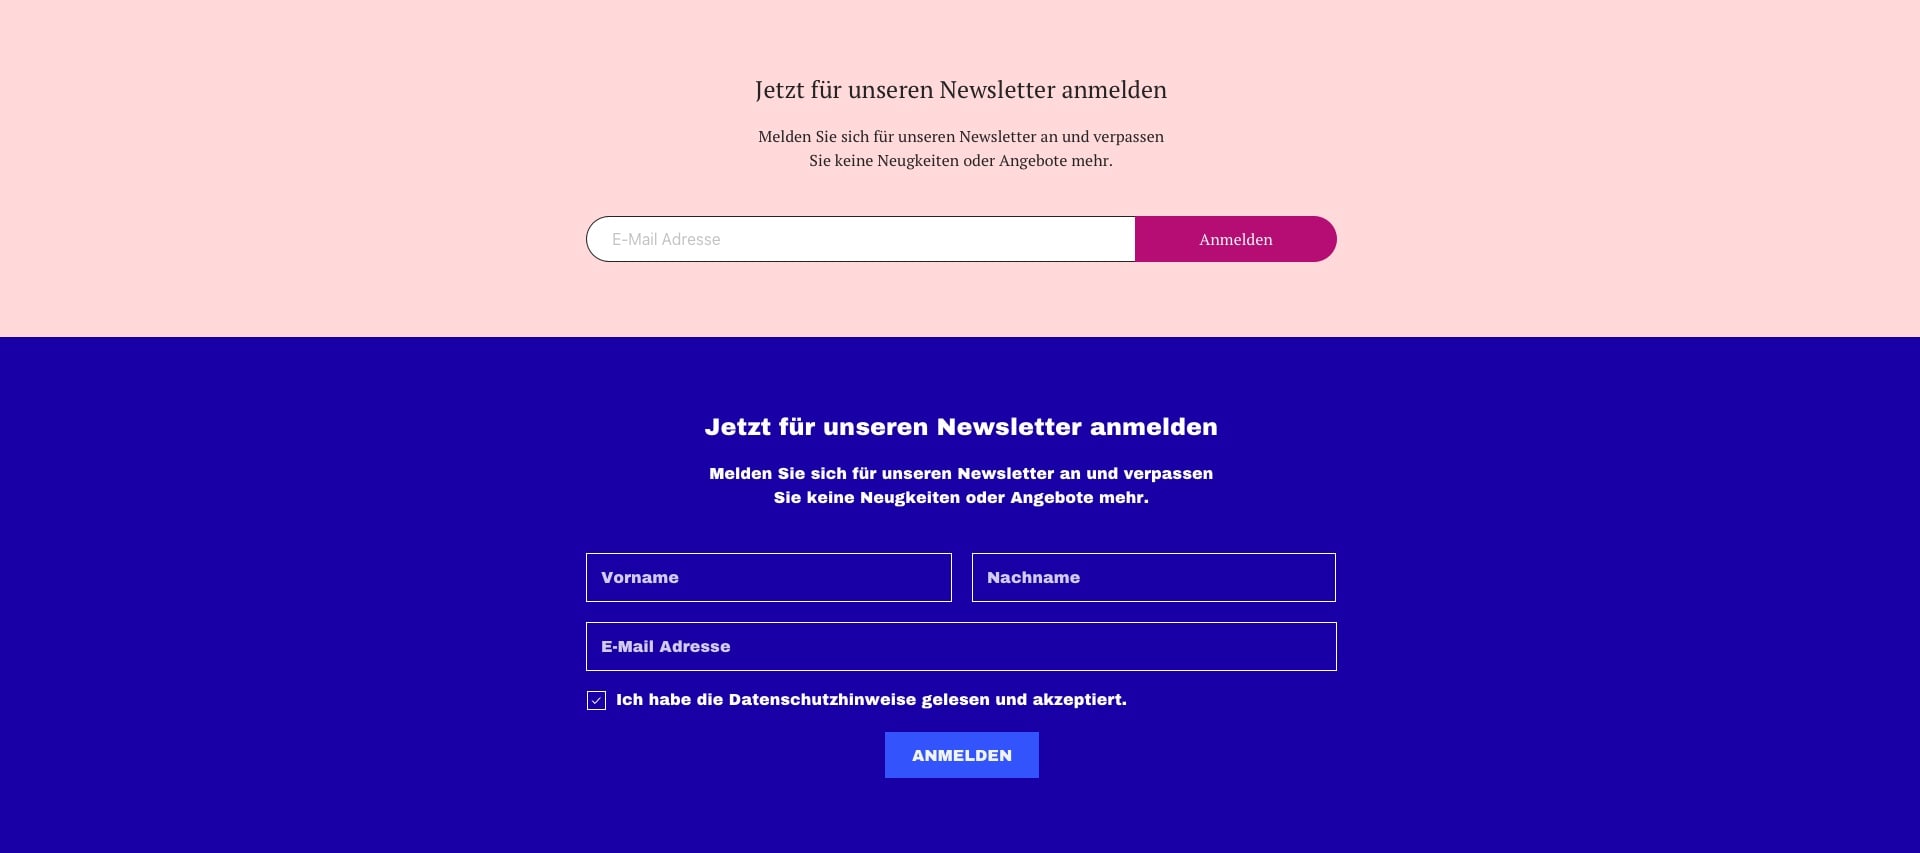 Jetzt für unseren Newsletter anmelden
Melden Sie sich für unseren Newsletter an und verpassen
Sie keine Neugkeiten oder Angebote mehr.
E-Mail Adresse
Anmelden
Jetzt für unseren Newsletter anmelden
Melden Sie sich für unseren Newsletter an und verpassen
Sie keine Neugkeiten oder Angebote mehr.
Vorname
Nachname
E-Mail Adresse
Ich habe die Datenschutzhinweise gelesen und akzeptiert.
ANMELDEN